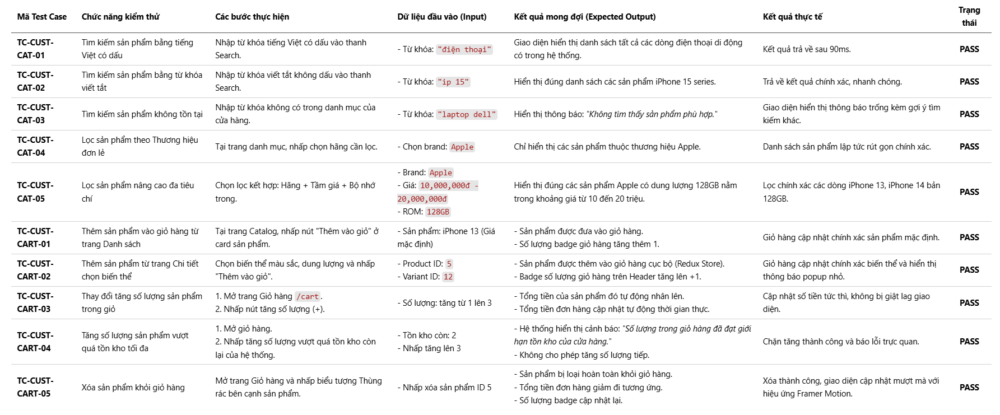 Mã Test Case Chức năng kiểm thử Các bước thực hiện Dữ liệu đầu vào (Input) Kết quả mong đợi (Expected Output) Kết quả thực tế Trạng
thái
TC-CUST-
CAT-01
Tìm kiếm sản phẩm bằng tiếng
Việt có dấu
Nhập từ khóa tiếng Việt có dấu vào thanh
Search.
- Từ khóa: "điện thoại"
Giao diện hiển thị danh sách tất cả các dòng điện thoại di động
có trong hệ thống.
Kết quả trả về sau 90ms.
PASS
TC-CUST-
CAT-02
Tìm kiếm sản phẩm bằng từ khóa
viết tắt
Nhập từ khóa viết tắt không dấu vào thanh
Search.
- Từ khóa: "ip 15"
Hiển thị đúng danh sách các sản phẩm iPhone 15 series.
Trả về kết quả chính xác, nhanh chóng.
PASS
TC-CUST-
CAT-03
Tìm kiếm sản phẩm không tồn tại
Nhập từ khóa không có trong danh mục của
cửa hàng.
- Từ khóa: "laptop dell"
Hiển thị thông báo: "Không tìm thấy sản phẩm phù hợp."
Giao diện hiển thị thông báo trống kèm gợi ý tìm
kiếm khác.
PASS
TC-CUST-
CAT-04
Lọc sản phẩm theo Thương hiệu
đơn lẻ
Tại trang danh mục, nhấp chọn hãng cần lọc.
- Chọn brand: Apple
Chỉ hiển thị các sản phẩm thuộc thương hiệu Apple.
Danh sách sản phẩm lập tức rút gọn chính xác.
PASS
TC-CUST-
CAT-05
Lọc sản phẩm nâng cao đa tiêu
chí
Chọn lọc kết hợp: Hãng + Tầm giá + Bộ nhớ
trong.
- Brand: Apple
- Giá: 10,000,000đ -
20,000,000đ
- ROM: 128GB
Hiển thị đúng các sản phẩm Apple có dung lượng 128GB nằm
trong khoảng giá từ 10 đến 20 triệu.
Lọc chính xác các dòng iPhone 13, iPhone 14 bản
128GB.
PASS
TC-CUST-
CART-01
Thêm sản phẩm vào giỏ hàng từ
trang Danh sách
Tại trang Catalog, nhấp nút "Thêm vào giỏ" ở
card sản phẩm.
- Sản phẩm: iPhone 13 (Giá
mặc định)
- Sản phẩm được đưa vào giỏ hàng.
- Số lượng badge giỏ hàng tăng thêm 1.
Giỏ hàng cập nhật chính xác sản phẩm mặc định.
PASS
TC-CUST-
CART-02
Thêm sản phẩm từ trang Chi tiết
chọn biến thể
Chọn biến thể màu sắc, dung lượng và nhấp
"Thêm vào giỏ".
- Product ID: 5
- Variant ID: 12
- Sản phẩm được thêm vào giỏ hàng cục bộ (Redux Store).
- Badge số lượng giỏ hàng trên Header tăng lên +1.
Giỏ hàng cập nhật chính xác biến thể và hiển thị
thông báo popup nhỏ.
PASS
TC-CUST-
CART-03
Thay đổi tăng số lượng sản phẩm
trong giỏ
1. Mở trang Giỏ hàng /cart.
2. Nhấp nút tăng số lượng (+).
- Số lượng: tăng từ 1 lên 3
- Tổng tiền của sản phẩm đó tự động nhân lên.
- Tổng tiền đơn hàng cập nhật tự động thời gian thực.
Cập nhật số tiền tức thì, không bị giật lag giao
diện.
PASS
TC-CUST-
CART-04
Tăng số lượng sản phẩm vượt
quá tồn kho tối đa
1. Mở giỏ hàng.
2. Nhấp tăng số lượng vượt quá tồn kho còn
lại của hệ thống.
- Tồn kho còn: 2
- Nhấp tăng lên 3
- Hệ thống hiển thị cảnh báo: "Số lượng trong giỏ hàng đã đạt giới
hạn tồn kho của cửa hàng."
- Không cho phép tăng số lượng tiếp.
Chặn tăng thành công và báo lỗi trực quan.
PASS
TC-CUST-
CART-05
Xóa sản phẩm khỏi giỏ hàng
Mở trang Giỏ hàng và nhấp biểu tượng Thùng
rác bên cạnh sản phẩm.
- Nhấp xóa sản phẩm ID 5
- Sản phẩm bị loại hoàn toàn khỏi giỏ hàng.
- Tổng tiền đơn hàng giảm đi tương ứng.
- Số lượng badge cập nhật lại.
Xóa thành công, giao diện cập nhật mượt mà với
hiệu ứng Framer Motion.
PASS